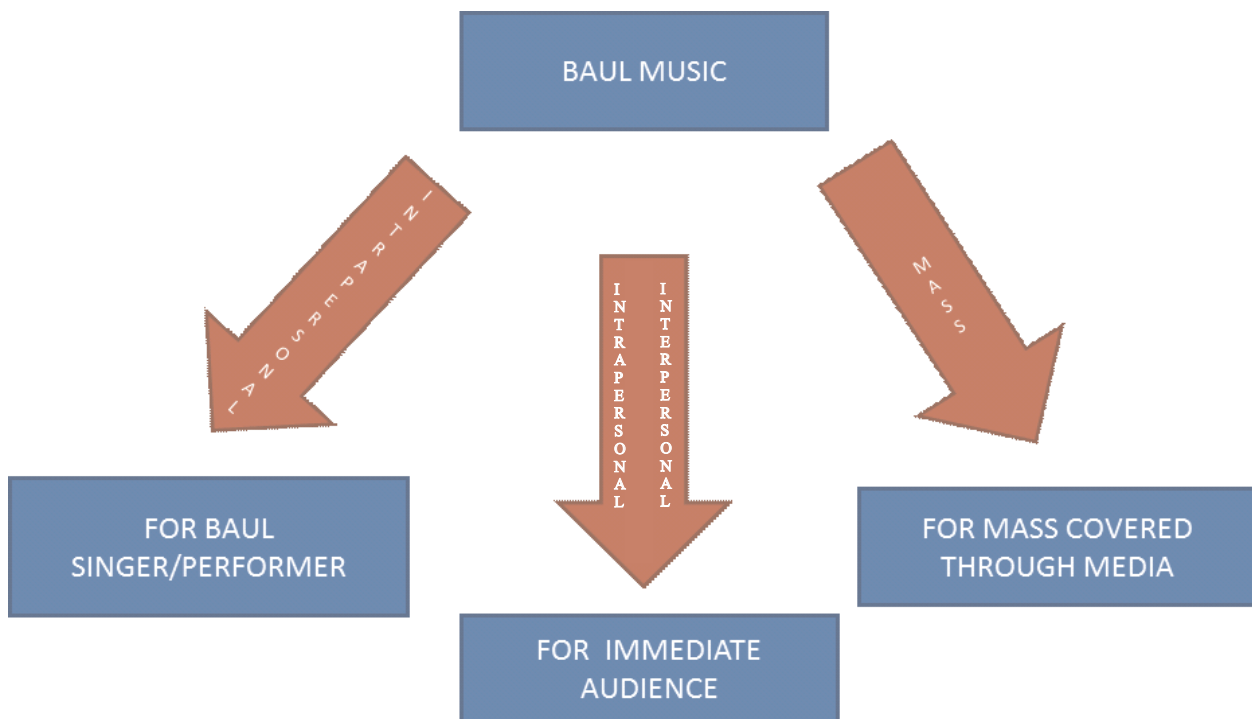 BAUL MUSIC
INTRAPERSONAL
INTRAPERSONAL
INTERPERSONAL
MASS
FOR BAUL
SINGER/PERFORMER
FOR IMMEDIATE
AUDIENCE
FOR MASS COVERED
THROUGH MEDIA